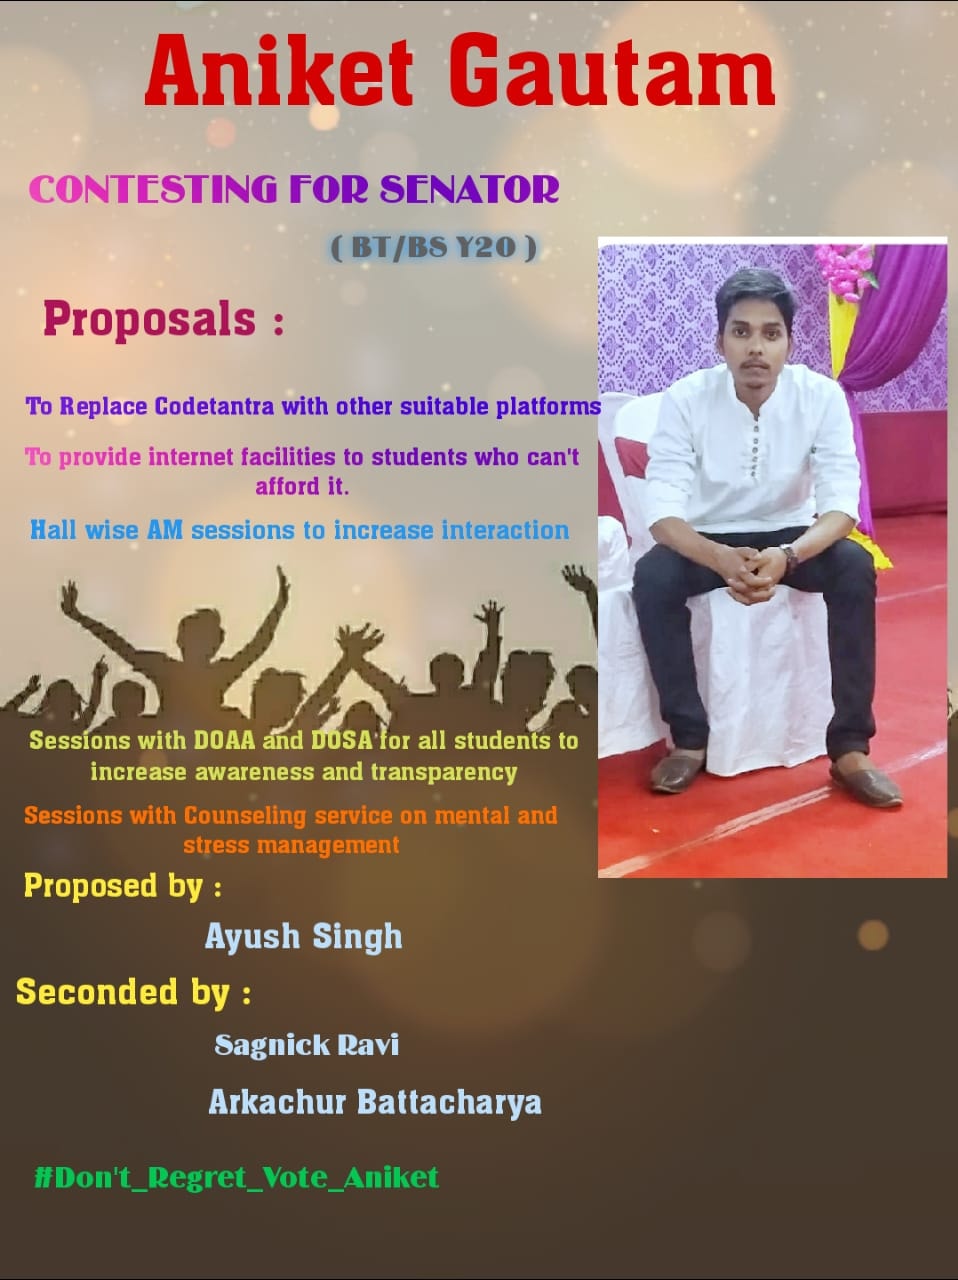 Aniket Gautam
CONTESTING FOR SENATOR
( BT/BS Y20 )
Proposals :
To Replace Codetantra with other suitable platforms
To provide internet facilities to students who can't
afford it.
Hall wise AM sessions to increase interaction
Sessions with DOAA and DOSA for all students to
increase awareness and transparency
Sessions with Counseling service on mental and
stress management
Proposed by :
Ayush Singh
Seconded by :
Sagnick Ravi
Arkachur Battacharya
#Don't_Regret_Vote_Aniket